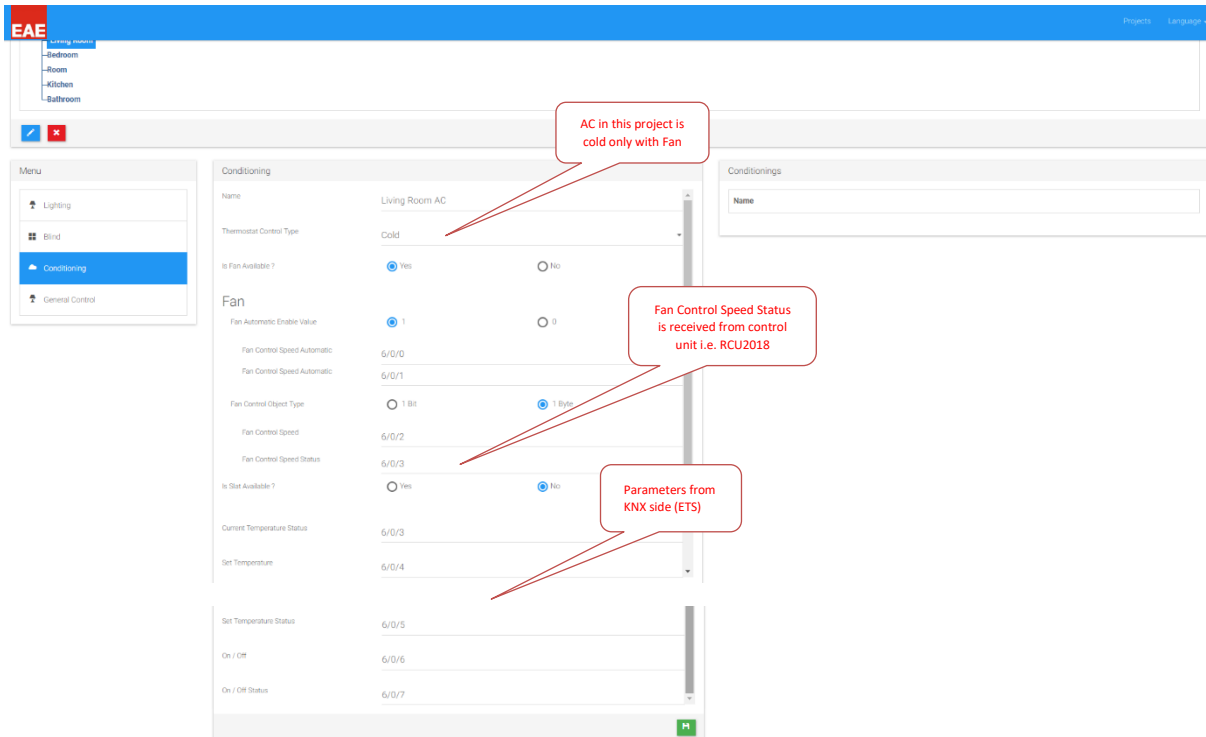 EAE
Projects Language
Living Room
Bedroom
Room
Kitchen
Bathroom
AC in this project is
cold only with Fan
Menu
Lighting
Blind
Conditioning
General Control
Conditioning
Name Living Room AC
Thermostat Control Type Cold
Is Fan Available ? Yes No
Fan
Fan Automatic Enable Value 1 0
Fan Control Speed Automatic 6/0/0
Fan Control Speed Automatic 6/0/1
Fan Control Object Type 1 Bit 1 Byte
Fan Control Speed 6/0/2
Fan Control Speed Status 6/0/3
Is Slat Available ? Yes No
Current Temperature Status 6/0/3
Set Temperature 6/0/4
Set Temperature Status 6/0/5
On / Off 6/0/6
On / Off Status 6/0/7
Fan Control Speed Status
is received from control
unit i.e. RCU2018
Parameters from
KNX side (ETS)
Conditionings
Name